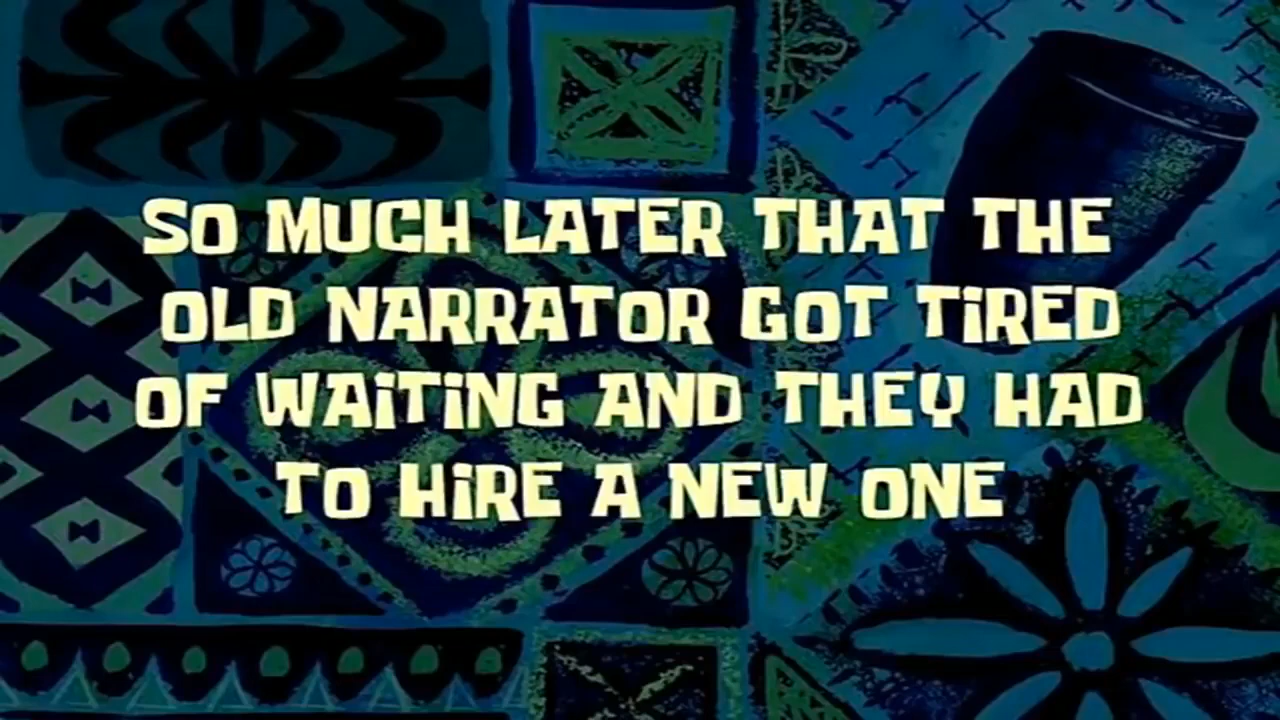 SO MUCH LATER THAT THE
OLD NARRATOR GOT TiRED
OF WAiTiNG AND THEY HAD
TO HiRE A NEW ONE